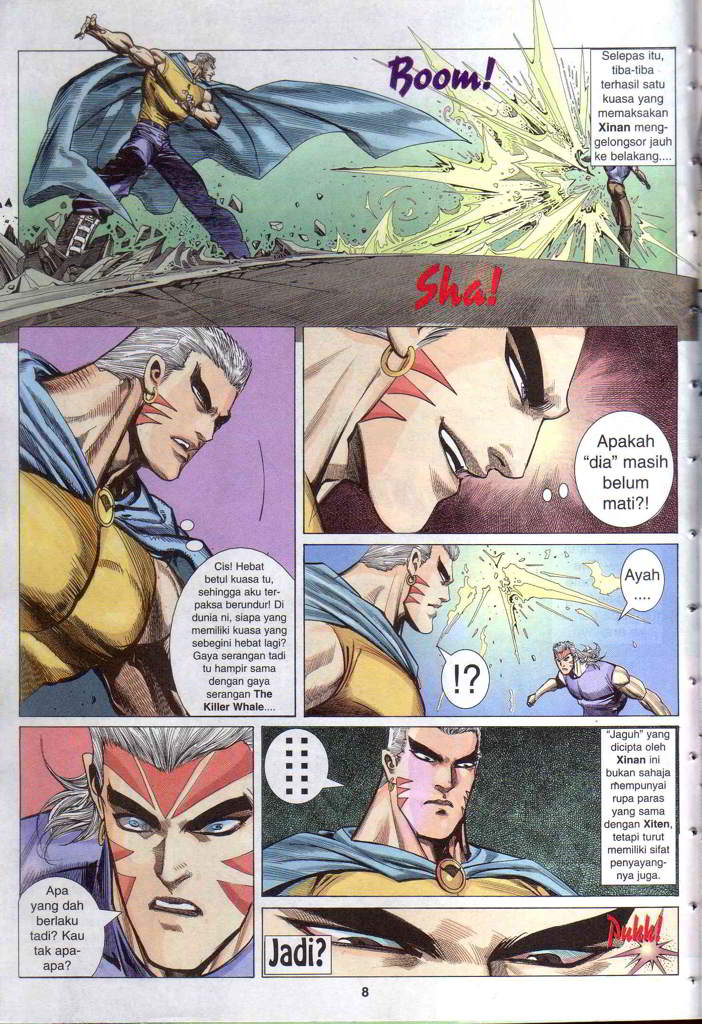 Boom!
Selepas itu,
tiba-tiba
terhasil satu
kuasa yang
memaksakan
Xinan meng-
gelongsor jauh
ke belakang....
Sha!
Cis! Hebat
betul kuasa tu,
sehingga aku ter-
paksa berundur! Di
dunia ni, siapa yang
memiliki kuasa yang
sebegini hebat lagi?
Gaya serangan tadi
tu hampir sama
dengan gaya
serangan The
Killer Whale....
Apakah
“dia” masih
belum
mati?!
Ayah
....
!?
Apa
yang dah
berlaku
tadi? Kau
tak apa-
apa?
"Jaguh" yang
dicipta oleh
Xinan ini
bukan sahaja
mempunyai
rupa paras
yang sama
dengan Xiten,
tetapi turut
memiliki sifat
penyayang-
nya juga.
Jadi?
Pukk!
8